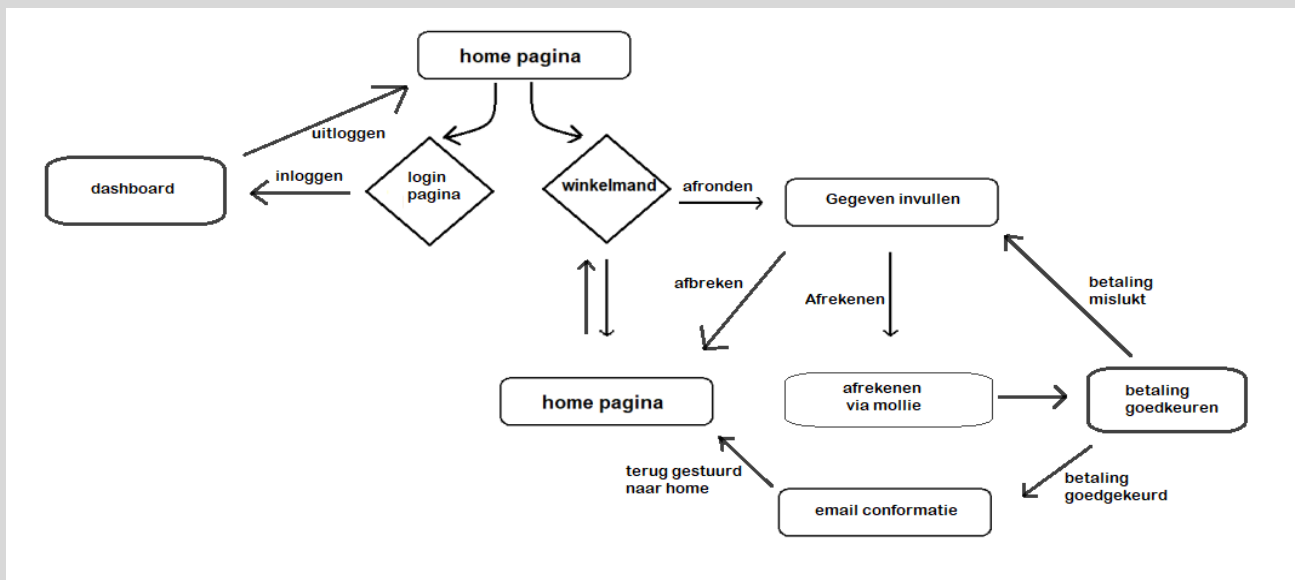 home pagina
uitloggen
inloggen
dashboard
login
pagina
winkelmand
afronden
Gegeven invullen
afbreken
Afrekenen
betaling
mislukt
home pagina
afrekenen
via mollie
betaling
goedkeuren
terug gestuurd
naar home
betaling
goedgekeurd
email conformatie